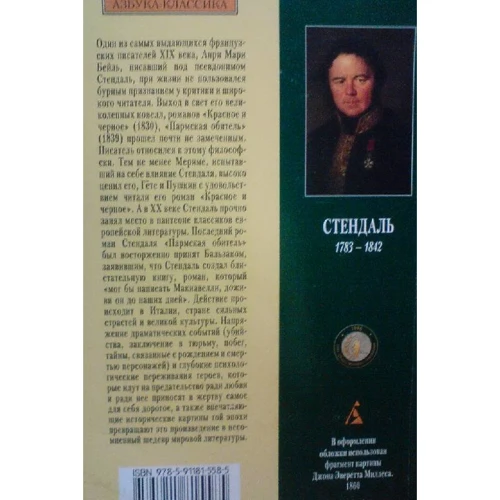 АЗБУКА-КЛАССИКА
Один из самых выдающихся француз-
ских писателей XIX века, Анри Мари
Бейль, писавший под псевдонимом
Стендаль, при жизни не пользовался
бурным признанием у критики и широ-
кого читателя. Выход в свет его вели-
колепных новелл, романов «Красное и
черное» (1830), «Пармская обитель»
(1839) прошел почти не замеченным.
Писатель относился к этому философ-
ски. Тем не менее Мериме, испытавший
на себе влияние Стендаля, высоко
ценил его, Гёте и Пушкин с удовольст-
вием читали его роман «Красное и
черное». А в XX веке Стендаль прочно
занял место в пантеоне классиков ев-
ропейской литературы. Последний ро-
ман Стендаля «Пармская обитель»
был восторженно принят Бальзаком,
заявившим, что Стендаль создал бли-
стательную книгу, роман, который
«мог бы написать Макиавелли, дожи-
ви он до наших дней». Действие про-
исходит в Италии, стране сильных
страстей и великой культуры. Напря-
жение драматических событий (убий-
ства, заключение в тюрьму, побег,
тайны, связанные с рождением и смер-
тью персонажей) и глубокие психоло-
гические переживания героев, кото-
рые идут на предательство ради любви
и ради нее приносят в жертву самое
для себя дорогое, а также впечатляю-
щие исторические картины той эпохи
превращают это произведение в несо-
мненный шедевр мировой литературы.
ISBN 978-5-91181-558-5
СТЕНДАЛЬ
1783 – 1842
В оформлении
обложки использован
фрагмент картины
Джона Эверетта Миллеса.
1860